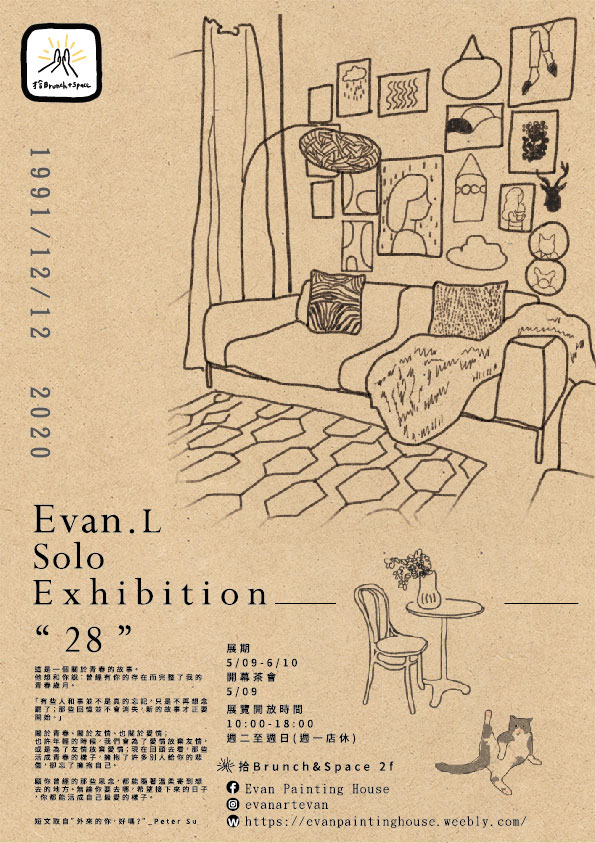 拾Brunch+Space
1991/12/12 2020
Evan.L
Solo
Exhibition
“ 28 ”
這是一個關於青春的故事。
他想和你說：曾經有你的存在而完整了我的
青春歲月。
「有些人和事並不是真的忘記，只是不再想念
罷了；那些回憶並不會消失，新的故事才正要
開始。」
關於青春、關於友情、也關於愛情；
也許年輕的時候，我們會為了愛情放棄友情，
或是為了友情放棄愛情；現在回頭去看，那些
活成青春的樣子，擁抱了許多別人給你的悲
傷，卻忘了擁抱自己。
願你曾經的那些思念，都能隨著溫柔寄到想
去的地方。無論你要去哪，希望接下來的日子
，你都能活成自己最愛的樣子。
短文取自"外來的你，好嗎?"_Peter Su
展期
5/09-6/10
開幕茶會
5/09
展覽開放時間
10:00-18:00
週二至週日(週一店休)
拾Brunch&Space 2f
Evan Painting House
evanartevan
https://evanpaintinghouse.weebly.com/